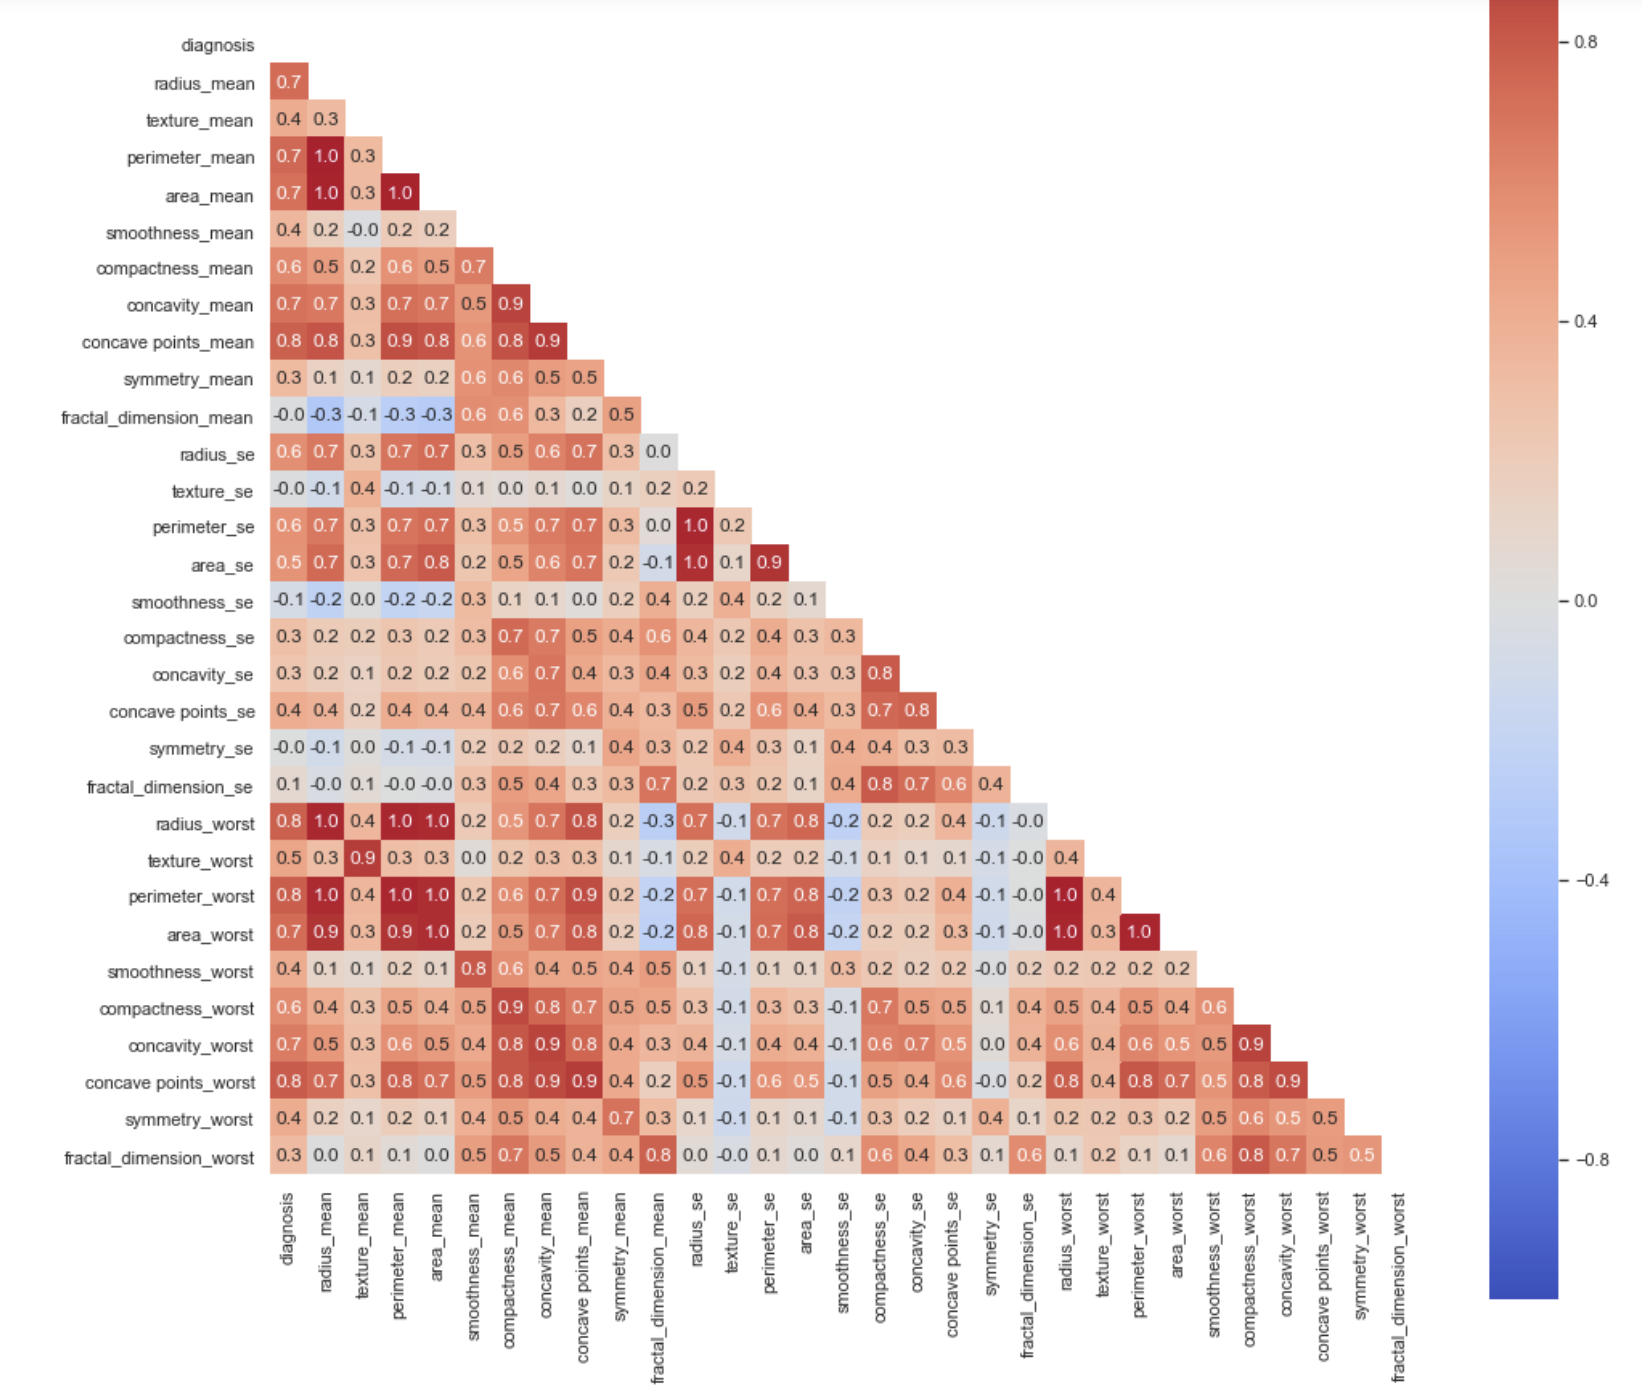 diagnosis
radius_mean 0.7
texture_mean 0.4 0.3
perimeter_mean 0.7 1.0 0.3
area_mean 0.7 1.0 0.3 1.0
smoothness_mean 0.4 0.2 -0.0 0.2 0.2
compactness_mean 0.6 0.5 0.2 0.6 0.5 0.7
concavity_mean 0.7 0.7 0.3 0.7 0.7 0.5 0.9
concave points_mean 0.8 0.8 0.3 0.9 0.8 0.6 0.8 0.9
symmetry_mean 0.3 0.1 0.1 0.2 0.2 0.6 0.6 0.5 0.5
fractal_dimension_mean -0.0 -0.3 -0.1 -0.3 -0.3 0.6 0.6 0.3 0.2 0.5
radius_se 0.6 0.7 0.3 0.7 0.7 0.3 0.5 0.6 0.7 0.3 0.0
texture_se -0.0 -0.1 0.4 -0.1 -0.1 0.1 0.0 0.1 0.0 0.1 0.2 0.2
perimeter_se 0.6 0.7 0.3 0.7 0.7 0.3 0.5 0.7 0.7 0.3 0.0 1.0 0.2
area_se 0.5 0.7 0.3 0.7 0.8 0.2 0.5 0.6 0.7 0.2 -0.1 1.0 0.1 0.9
smoothness_se -0.1 -0.2 0.0 -0.2 -0.2 0.3 0.1 0.1 0.0 0.2 0.4 0.2 0.4 0.2 0.1
compactness_se 0.3 0.2 0.2 0.3 0.2 0.3 0.7 0.7 0.5 0.4 0.6 0.4 0.2 0.4 0.3 0.3
concavity_se 0.3 0.2 0.1 0.2 0.2 0.2 0.6 0.7 0.4 0.3 0.4 0.3 0.2 0.4 0.3 0.3 0.8
concave points_se 0.4 0.4 0.2 0.4 0.4 0.4 0.6 0.7 0.6 0.4 0.3 0.5 0.2 0.6 0.4 0.3 0.7 0.8
symmetry_se -0.0 -0.1 0.0 -0.1 -0.1 0.2 0.2 0.2 0.1 0.4 0.3 0.2 0.4 0.3 0.1 0.4 0.4 0.3 0.3
fractal_dimension_se 0.1 -0.0 0.1 -0.0 -0.0 0.3 0.5 0.4 0.3 0.3 0.7 0.2 0.3 0.2 0.1 0.4 0.8 0.7 0.6 0.4
radius_worst 0.8 1.0 0.4 1.0 1.0 0.2 0.5 0.7 0.8 0.2 -0.3 0.7 -0.1 0.7 0.8 -0.2 0.2 0.2 0.4 -0.1 -0.0
texture_worst 0.5 0.3 0.9 0.3 0.3 0.0 0.2 0.3 0.3 0.1 -0.1 0.2 0.4 0.2 0.2 -0.1 0.1 0.1 0.1 -0.1 -0.0 0.4
perimeter_worst 0.8 1.0 0.4 1.0 1.0 0.2 0.6 0.7 0.9 0.2 -0.2 0.7 -0.1 0.7 0.8 -0.2 0.3 0.2 0.4 -0.1 -0.0 1.0 0.4
area_worst 0.7 0.9 0.3 0.9 1.0 0.2 0.5 0.7 0.8 0.2 -0.2 0.8 -0.1 0.7 0.8 -0.2 0.2 0.2 0.3 -0.1 -0.0 1.0 0.3 1.0
smoothness_worst 0.4 0.1 0.1 0.2 0.1 0.8 0.6 0.4 0.5 0.4 0.5 0.1 -0.1 0.1 0.1 0.3 0.2 0.2 0.2 -0.0 0.2 0.2 0.2 0.2 0.2
compactness_worst 0.6 0.4 0.3 0.5 0.4 0.5 0.9 0.8 0.7 0.5 0.5 0.3 -0.1 0.3 0.3 -0.1 0.7 0.5 0.5 0.1 0.4 0.5 0.4 0.5 0.4 0.6
concavity_worst 0.7 0.5 0.3 0.6 0.5 0.4 0.8 0.9 0.8 0.4 0.3 0.4 -0.1 0.4 0.4 -0.1 0.6 0.7 0.5 0.0 0.4 0.6 0.4 0.6 0.5 0.5 0.9
concave points_worst 0.8 0.7 0.3 0.8 0.7 0.5 0.8 0.9 0.9 0.4 0.2 0.5 -0.1 0.6 0.5 -0.1 0.5 0.4 0.6 -0.0 0.2 0.8 0.4 0.8 0.7 0.5 0.8 0.9
symmetry_worst 0.4 0.2 0.1 0.2 0.1 0.4 0.5 0.4 0.4 0.7 0.3 0.1 -0.1 0.1 0.1 -0.1 0.3 0.2 0.1 0.4 0.1 0.2 0.2 0.3 0.2 0.5 0.6 0.5 0.5
fractal_dimension_worst 0.3 0.0 0.1 0.1 0.0 0.5 0.7 0.5 0.4 0.4 0.8 0.0 -0.0 0.1 0.0 0.1 0.6 0.4 0.3 0.1 0.6 0.1 0.2 0.1 0.1 0.6 0.8 0.7 0.5 0.5
diagnosis
radius_mean
texture_mean
perimeter_mean
area_mean
smoothness_mean
compactness_mean
concavity_mean
concave points_mean
symmetry_mean
fractal_dimension_mean
radius_se
texture_se
perimeter_se
area_se
smoothness_se
compactness_se
concavity_se
concave points_se
symmetry_se
fractal_dimension_se
radius_worst
texture_worst
perimeter_worst
area_worst
smoothness_worst
compactness_worst
concavity_worst
concave points_worst
symmetry_worst
fractal_dimension_worst
0.8
0.4
0.0
−0.4
−0.8